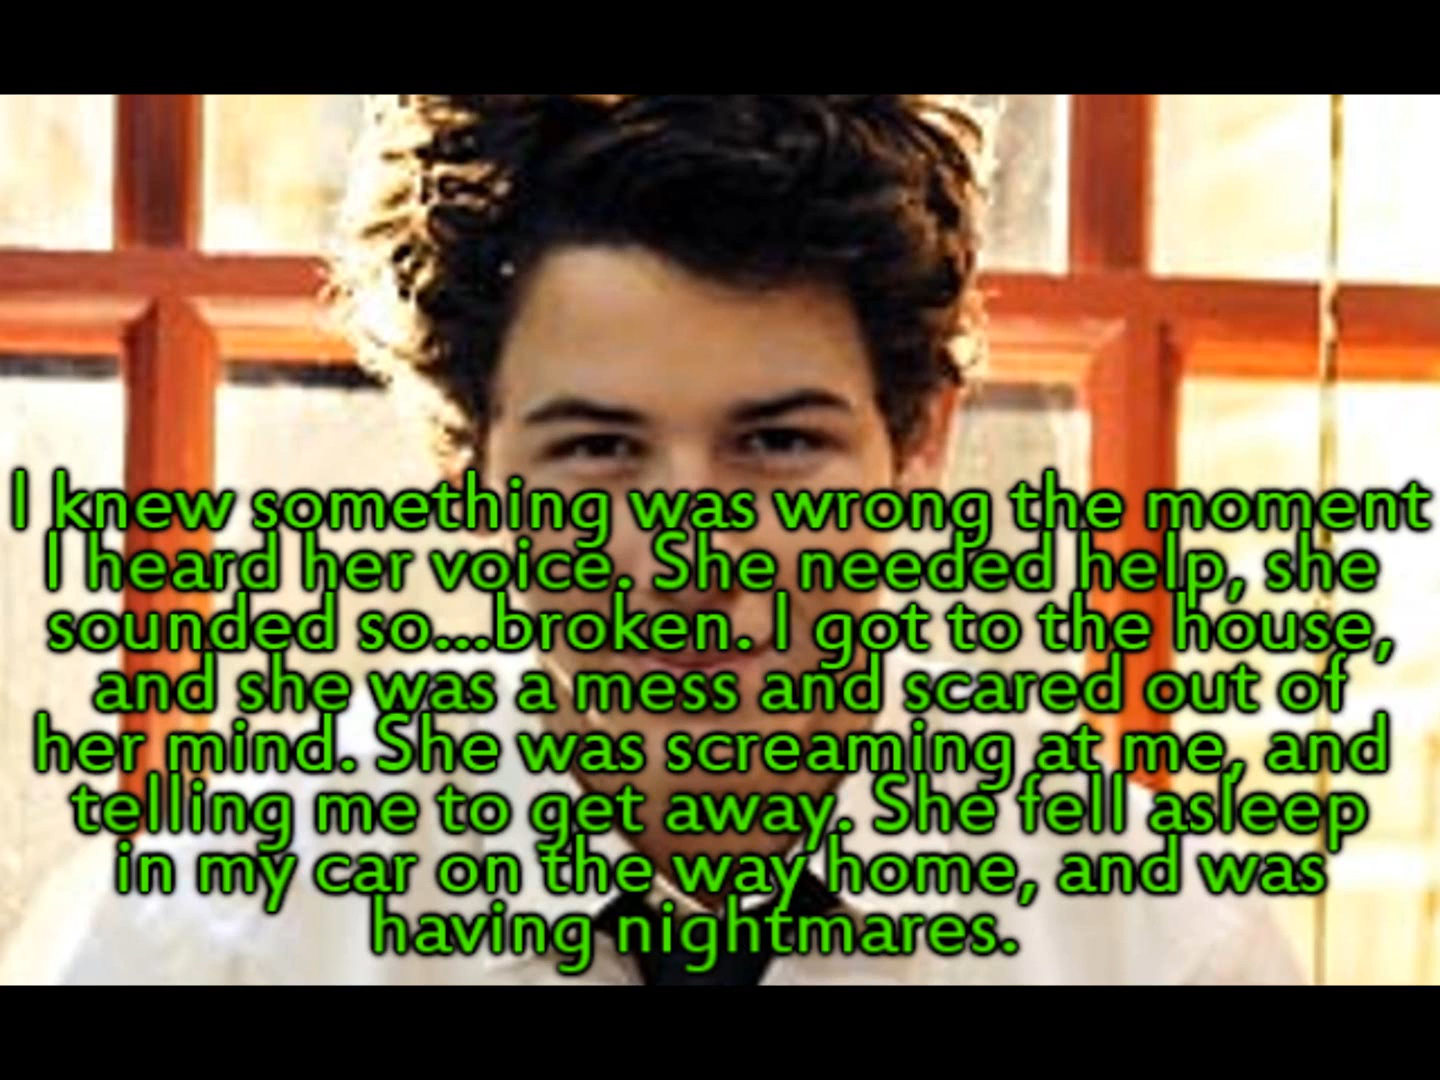 I knew something was wrong the moment
I heard her voice. She needed help, she
sounded so...broken. I got to the house,
and she was a mess and scared out of
her mind. She was screaming at me, and
telling me to get away. She fell asleep
in my car on the way home, and was
having nightmares.